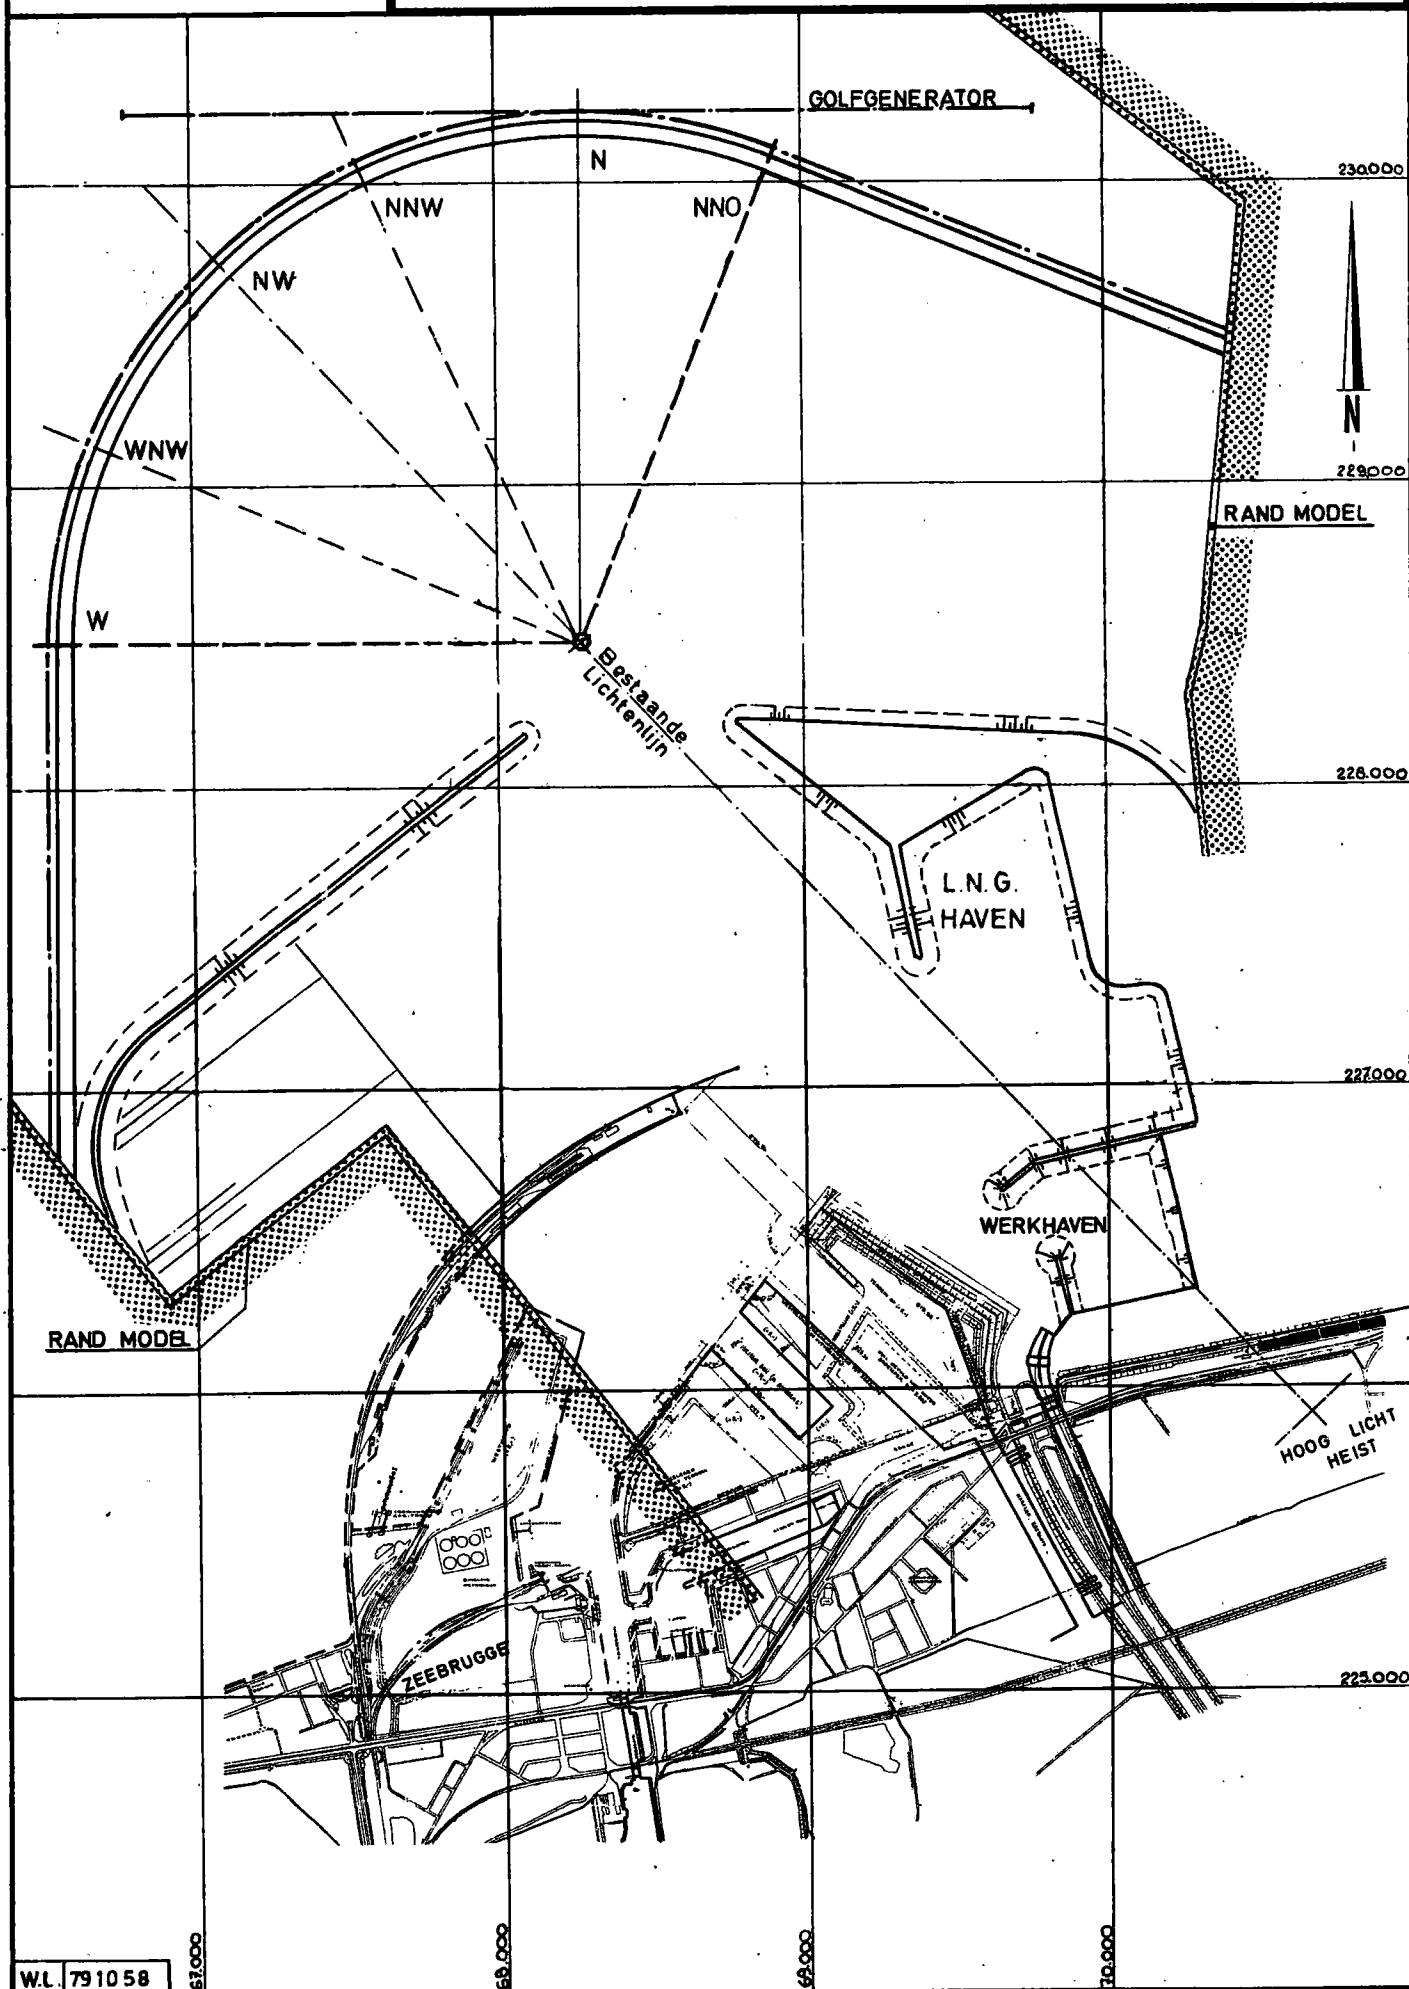 GOLFGENERATOR
N
230.000
NNW
NNO
NW
N
WNW
229.000
RAND MODEL
W
Bestaande
Lichtenlijn
228.000
L.N.G.
HAVEN
227.000
WERKHAVEN
RAND MODEL
HOOG LICHT
HEIST
ZEEBRUGGE
225.000
67.000
68.000
69.000
70.000
W.L. 791058